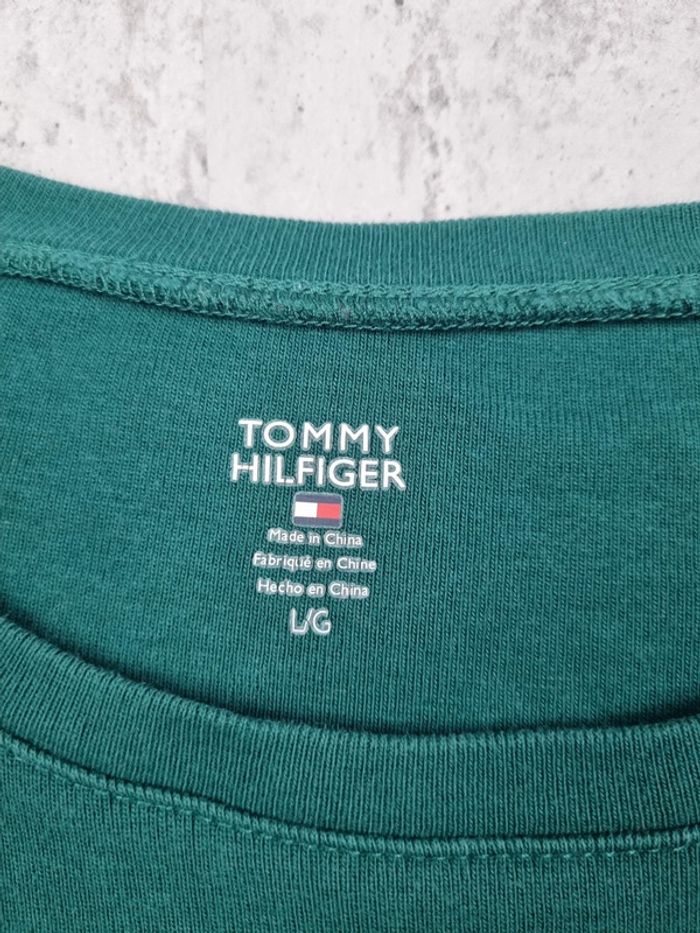 TOMMY
HILFIGER
Made in China
Fabriqué en Chine
Hecho en China
L/G